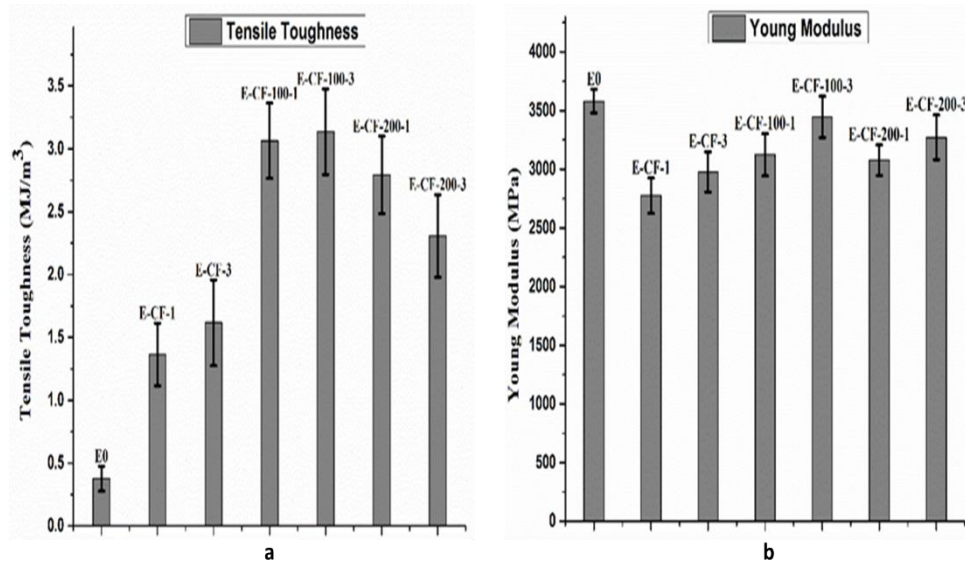 Tensile Toughness
Tensile Toughness (MJ/m³)
3.5
3.0
2.5
2.0
1.5
1.0
0.5
0.0
E0
E-CF-1
E-CF-3
E-CF-100-1
E-CF-100-3
E-CF-200-1
E-CF-200-3
a
Young Modulus
Young Modulus (MPa)
4000
3500
3000
2500
2000
1500
1000
500
0
E0
E-CF-1
E-CF-3
E-CF-100-1
E-CF-100-3
E-CF-200-1
E-CF-200-3
b